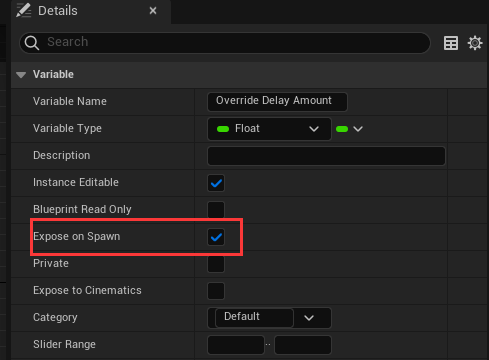 Details ×
Search
Variable
Variable Name Override Delay Amount
Variable Type Float
Description
Instance Editable
Blueprint Read Only
Expose on Spawn
Private
Expose to Cinematics
Category Default
Slider Range ..